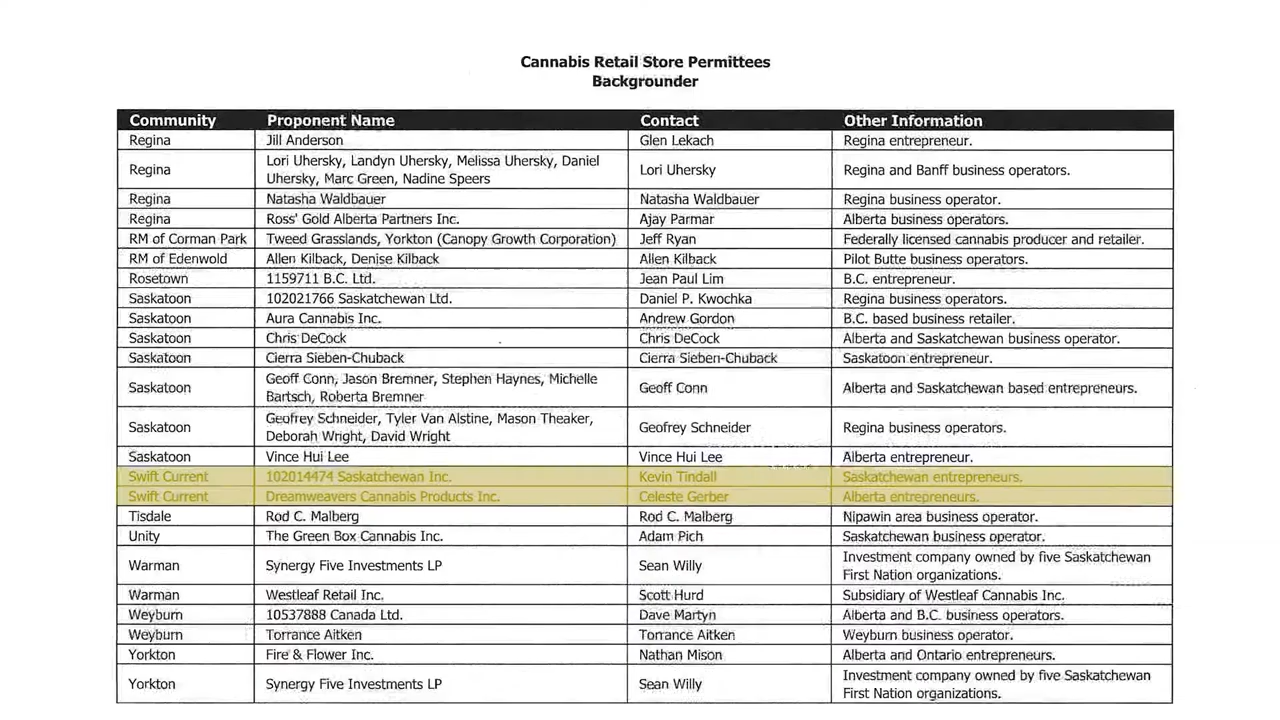 Cannabis Retail Store Permittees
Backgrounder
Community Proponent Name Contact Other Information
Regina Jill Anderson Glen Lekach Regina entrepreneur.
Regina Lori Uhersky, Landyn Uhersky, Melissa Uhersky, Daniel
Uhersky, Marc Green, Nadine Speers Lori Uhersky Regina and Banff business operators.
Regina Natasha Waldbauer Natasha Waldbauer Regina business operator.
Regina Ross' Gold Alberta Partners Inc. Ajay Parmar Alberta business operators.
RM of Corman Park Tweed Grasslands, Yorkton (Canopy Growth Corporation) Jeff Ryan Federally licensed cannabis producer and retailer.
RM of Edenwold Allen Kilback, Denise Kilback Allen Kilback Pilot Butte business operators.
Rosetown 1159711 B.C. Ltd. Jean Paul Lim B.C. entrepreneur.
Saskatoon 102021766 Saskatchewan Ltd. Daniel P. Kwochka Regina business operators.
Saskatoon Aura Cannabis Inc. Andrew Gordon B.C. based business retailer.
Saskatoon Chris DeCock Chris DeCock Alberta and Saskatchewan business operator.
Saskatoon Cierra Sieben-Chuback Cierra Sieben-Chuback Saskatoon entrepreneur.
Saskatoon Geoff Conn, Jason Bremner, Stephen Haynes, Michelle
Bartsch, Roberta Bremner Geoff Conn Alberta and Saskatchewan based entrepreneurs.
Saskatoon Geofrey Schneider, Tyler Van Alstine, Mason Theaker,
Deborah Wright, David Wright Geofrey Schneider Regina business operators.
Saskatoon Vince Hui Lee Vince Hui Lee Alberta entrepreneur.
Swift Current 102014474 Saskatchewan Inc. Kevin Tindall Saskatchewan entrepreneurs.
Swift Current Dreamweavers Cannabis Products Inc. Celeste Gerber Alberta entrepreneurs.
Tisdale Rod C. Malberg Rod C. Malberg Nipawin area business operator.
Unity The Green Box Cannabis Inc. Adam Pich Saskatchewan business operator.
Warman Synergy Five Investments LP Sean Willy Investment company owned by five Saskatchewan
First Nation organizations.
Warman Westleaf Retail Inc. Scott Hurd Subsidiary of Westleaf Cannabis Inc.
Weyburn 10537888 Canada Ltd. Dave Martyn Alberta and B.C. business operators.
Weyburn Torrance Aitken Torrance Aitken Weyburn business operator.
Yorkton Fire & Flower Inc. Nathan Mison Alberta and Ontario entrepreneurs.
Yorkton Synergy Five Investments LP Sean Willy Investment company owned by five Saskatchewan
First Nation organizations.